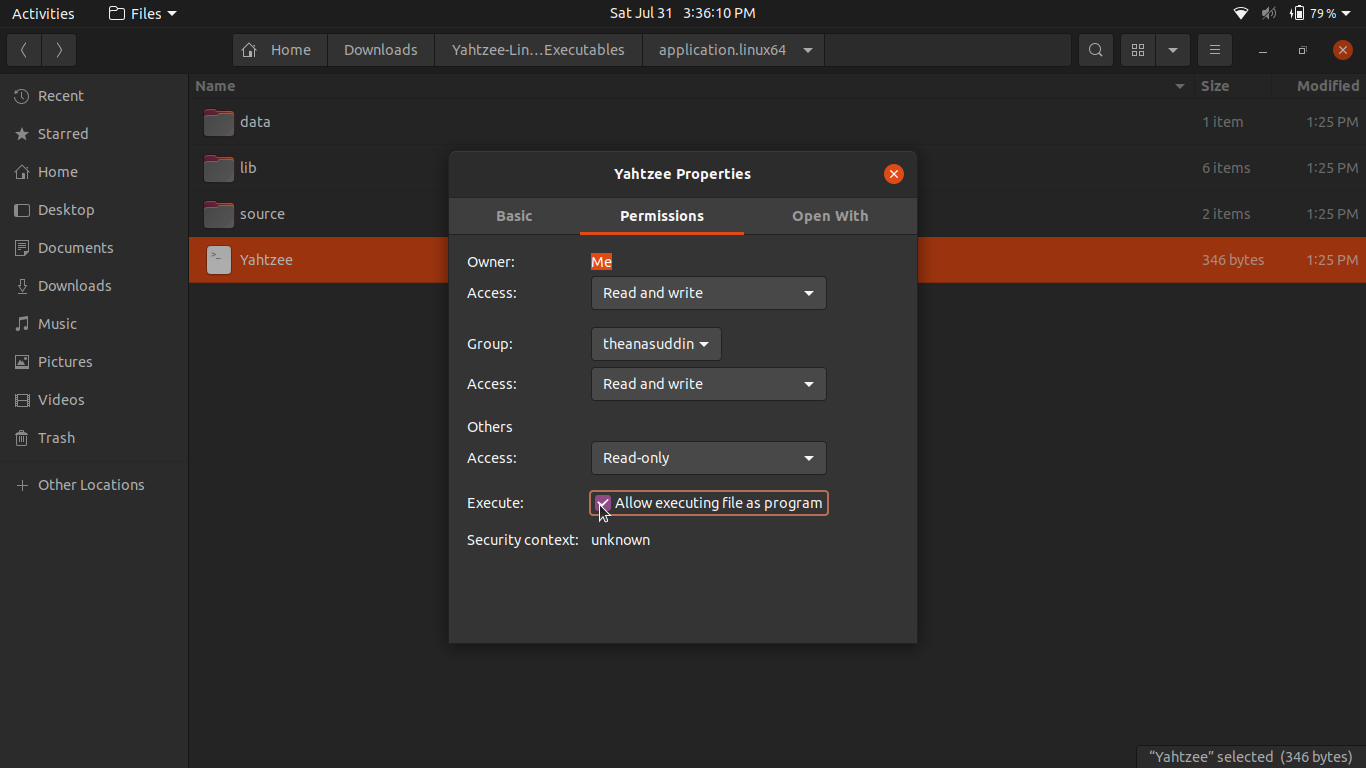 Activities Files Sat Jul 31 3:36:10 PM 79 %
Home Downloads Yahtzee-Lin...Executables application.linux64
Recent
Starred
Home
Desktop
Documents
Downloads
Music
Pictures
Videos
Trash
Other Locations
Name Size Modified
data 1 item 1:25 PM
lib 6 items 1:25 PM
source 2 items 1:25 PM
Yahtzee 346 bytes 1:25 PM
Yahtzee Properties
Basic Permissions Open With
Owner: Me
Access: Read and write
Group: theanasuddin
Access: Read and write
Others
Access: Read-only
Execute: Allow executing file as program
Security context: unknown
“Yahtzee” selected (346 bytes)